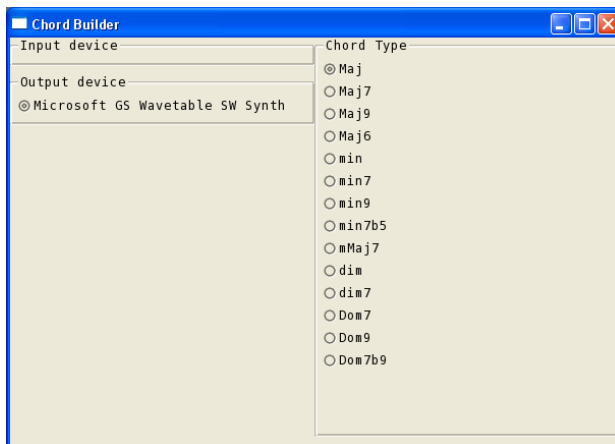 Chord Builder
Input device
Output device
Microsoft GS Wavetable SW Synth
Chord Type
Maj
Maj7
Maj9
Maj6
min
min7
min9
min7b5
mMaj7
dim
dim7
Dom7
Dom9
Dom7b9